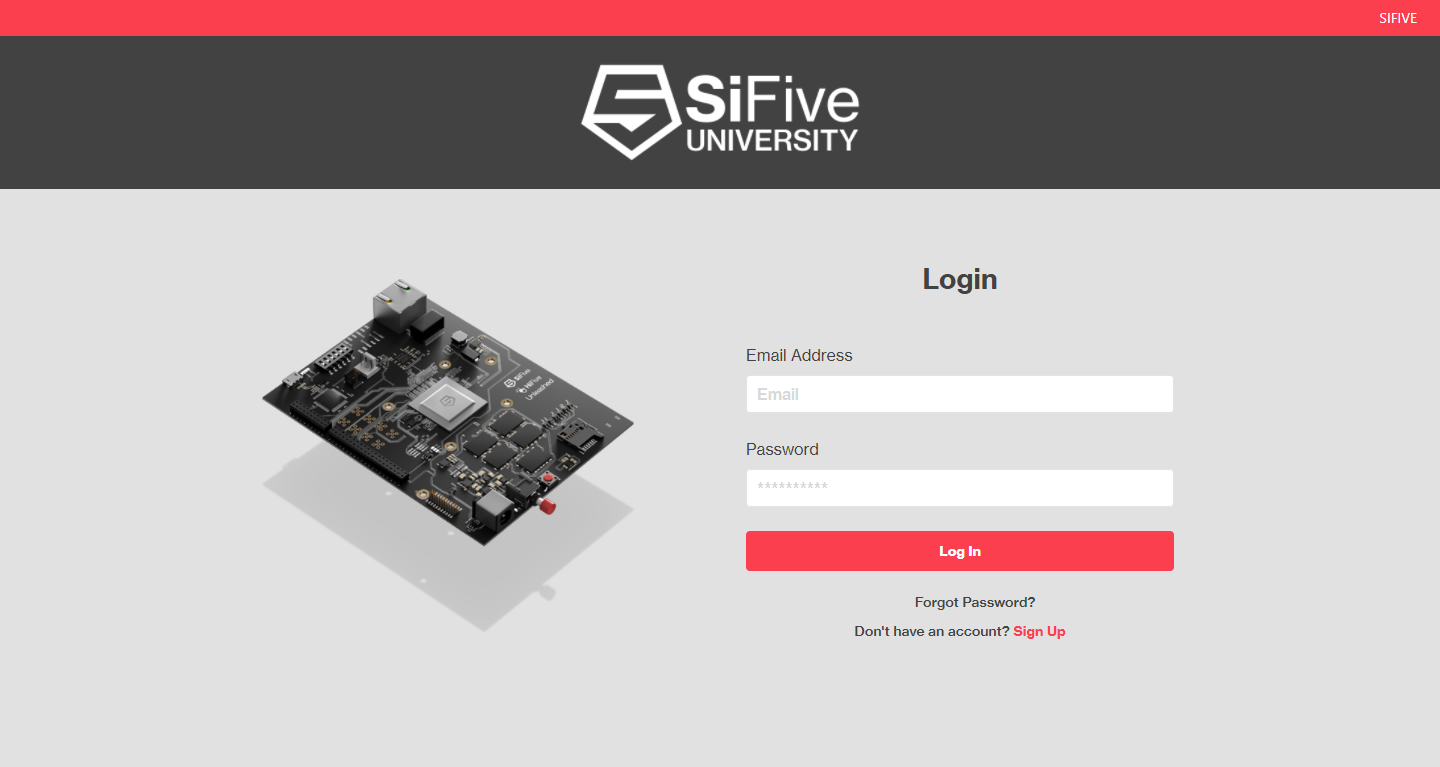 SIFIVE
SiFive
UNIVERSITY
Login
Email Address
Email
Password
**********
Log In
Forgot Password?
Don't have an account? Sign Up
SiFive
HiFive
Unleashed